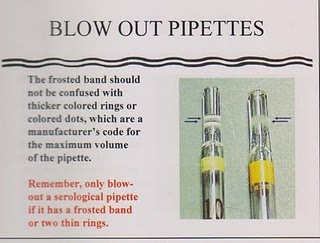 BLOW OUT PIPETTES
The frosted band should
not be confused with
thicker colored rings or
colored dots, which are a
manufacturer's code for
the maximum volume
of the pipette.
Remember, only blow-
out a serological pipette
if it has a frosted band
or two thin rings.